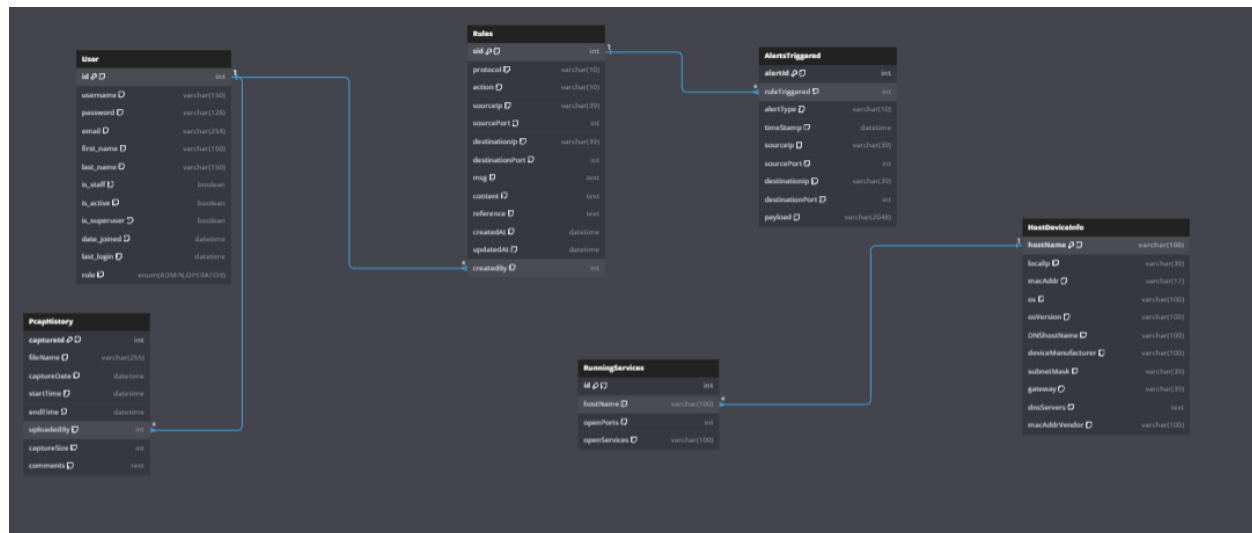 User
id int
username varchar(150)
password varchar(128)
email varchar(254)
first_name varchar(150)
last_name varchar(150)
is_staff boolean
is_active boolean
is_superuser boolean
date_joined datetime
last_login datetime
role enum(ADMIN,OPERATOR)
1
PcapHistory
captureId int
fileName varchar(255)
captureDate datetime
startTime datetime
endTime datetime
uploadedBy int
captureSize int
comments text
*
Rules
sid int
protocol varchar(10)
action varchar(10)
sourceIp varchar(39)
sourcePort int
destinationIp varchar(39)
destinationPort int
msg text
content text
reference text
createdAt datetime
updatedAt datetime
createdBy int
1
*
AlertsTriggered
alertId int
ruleTriggered int
alertType varchar(10)
timeStamp datetime
sourceIp varchar(39)
sourcePort int
destinationIp varchar(39)
destinationPort int
payload varchar(2048)
*
RunningServices
id int
hostName varchar(100)
openPorts int
openServices varchar(100)
*
HostDeviceInfo
hostName varchar(100)
localIp varchar(39)
macAddr varchar(17)
os varchar(100)
osVersion varchar(100)
DNShostName varchar(100)
deviceManufacturer varchar(100)
subnetMask varchar(39)
gateway varchar(39)
dnsServers text
macAddrVendor varchar(100)
1